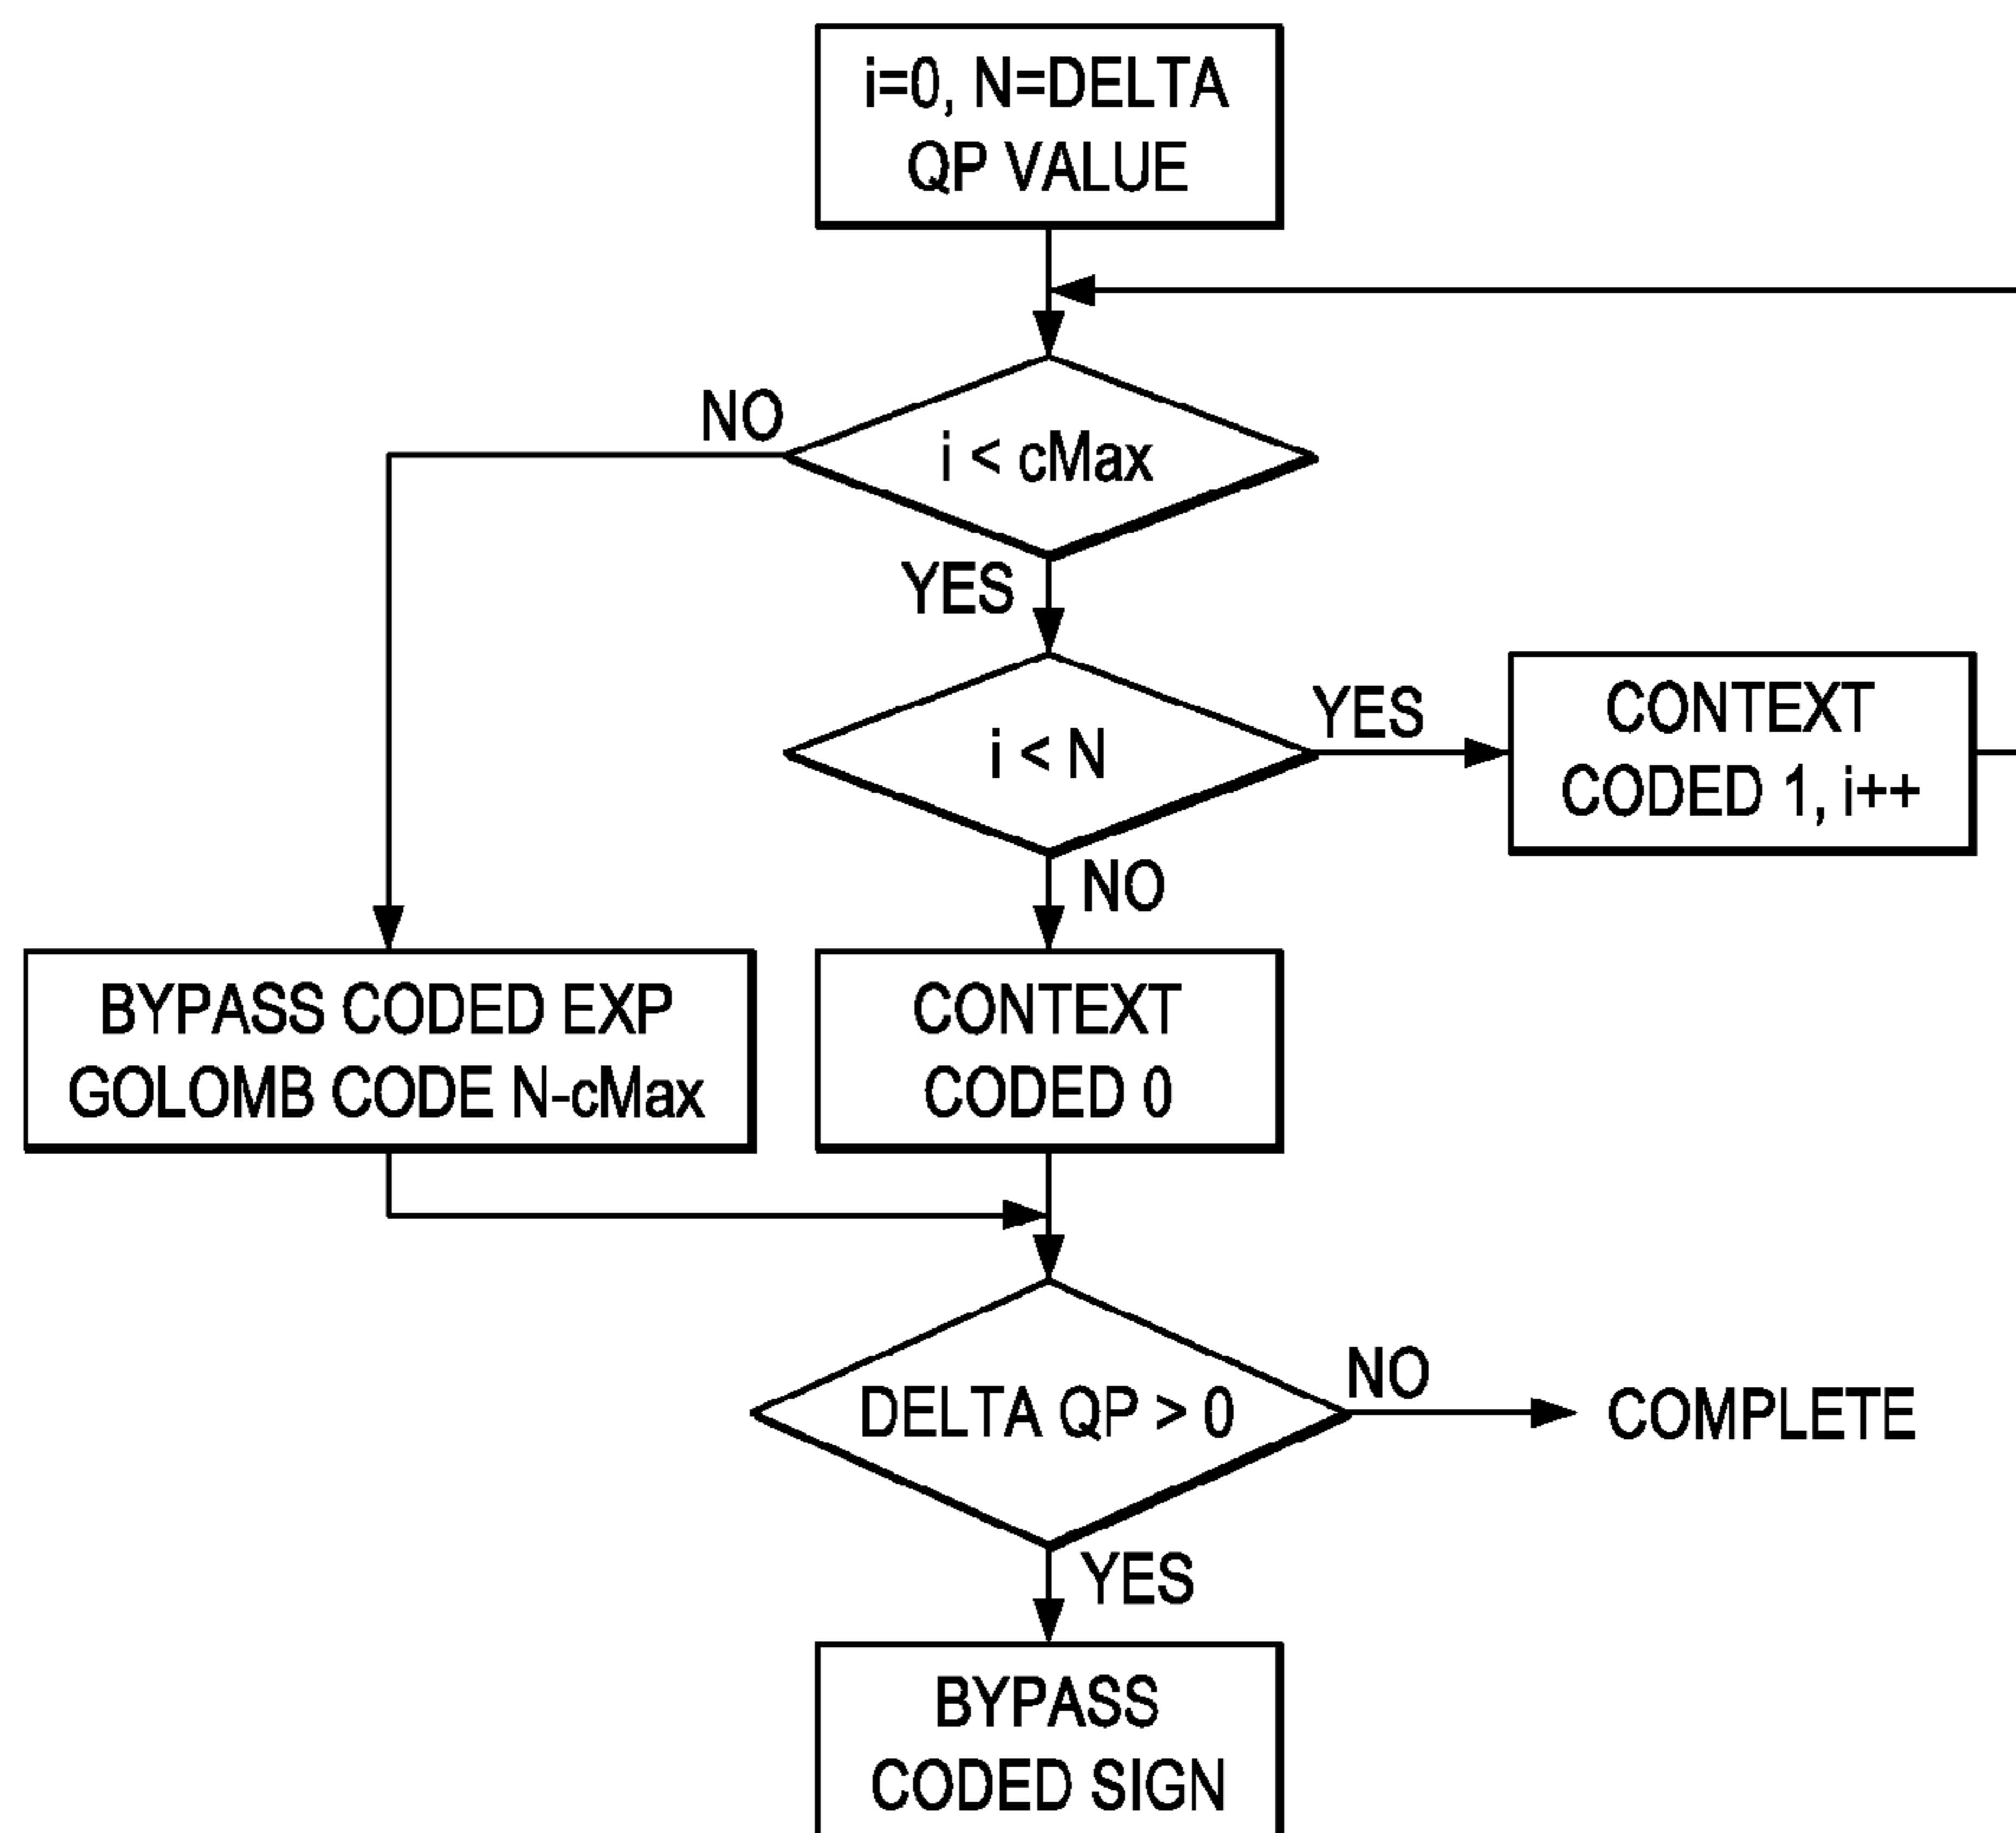 i=0, N=DELTA
QP VALUE
NO
i < cMax
YES
i < N
YES
CONTEXT
CODED 1, i++
NO
BYPASS CODED EXP
GOLOMB CODE N-cMax
CONTEXT
CODED 0
DELTA QP > 0
NO
COMPLETE
YES
BYPASS
CODED SIGN